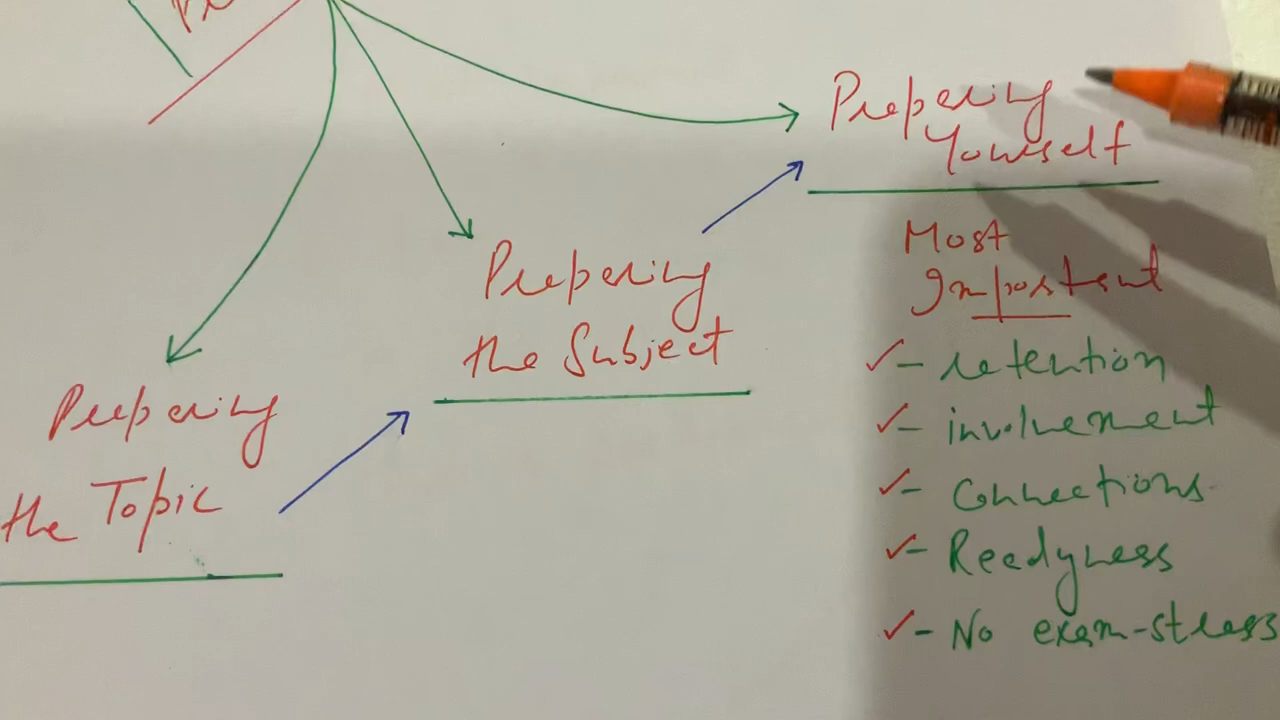 Preparing
the Topic
Preparing
the Subject
Preparing
Yourself
Most
Important
✓- retention
✓- involvement
✓- Connections
✓- Readyness
✓- No exam-stress